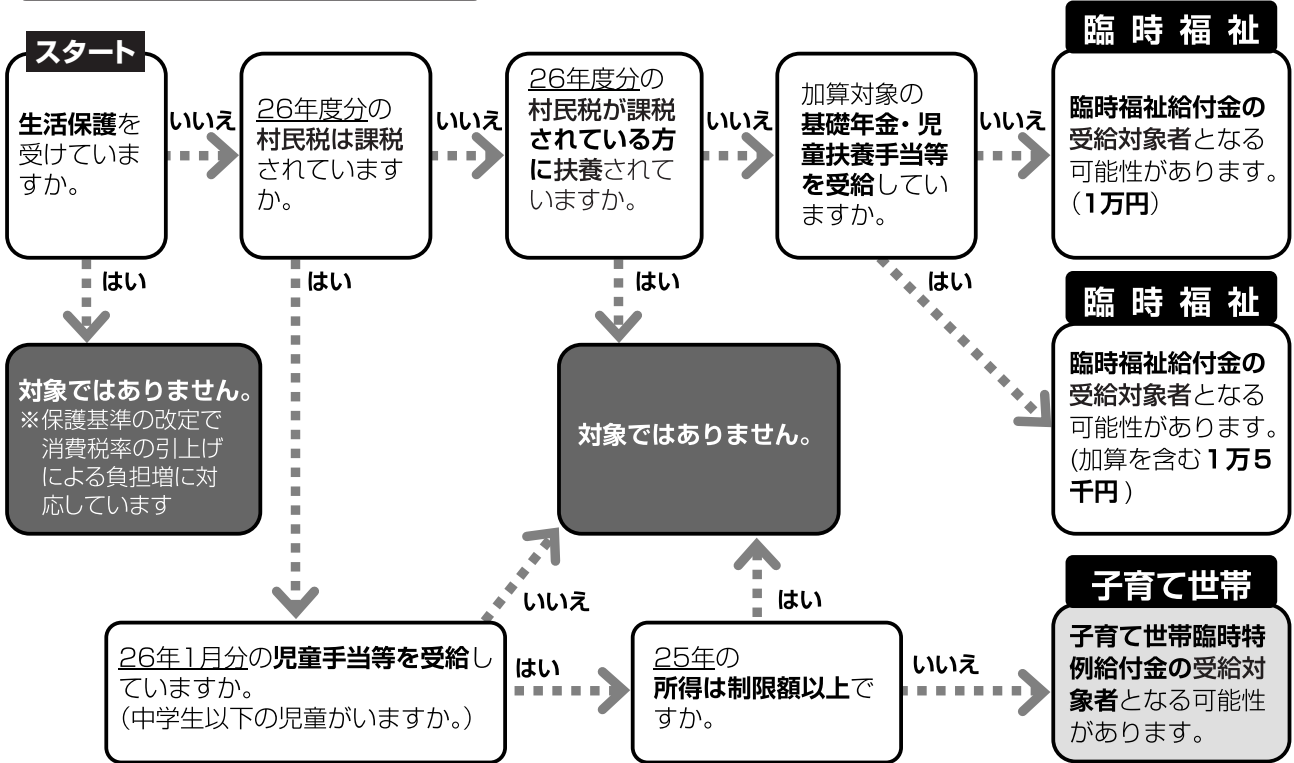 スタート
生活保護を
受けていま
すか。
いいえ
はい
26年度分の
村民税は課税
されています
か。
いいえ
はい
26年度分の
村民税が課税
されている方
に扶養されて
いますか。
いいえ
はい
加算対象の
基礎年金・児
童扶養手当等
を受給してい
ますか。
いいえ
はい
臨時福祉
臨時福祉給付金の
受給対象者となる
可能性があります。
（1万円）
臨時福祉
臨時福祉給付金の
受給対象者となる
可能性があります。
(加算を含む1万5
千円)
対象ではありません。
※保護基準の改定で
消費税率の引上げ
による負担増に対
応しています
対象ではありません。
26年1月分の児童手当等を受給し
ていますか。
（中学生以下の児童がいますか。）
いいえ
はい
25年の
所得は制限額以上で
すか。
はい
いいえ
子育て世帯
子育て世帯臨時特
例給付金の受給対
象者となる可能性
があります。